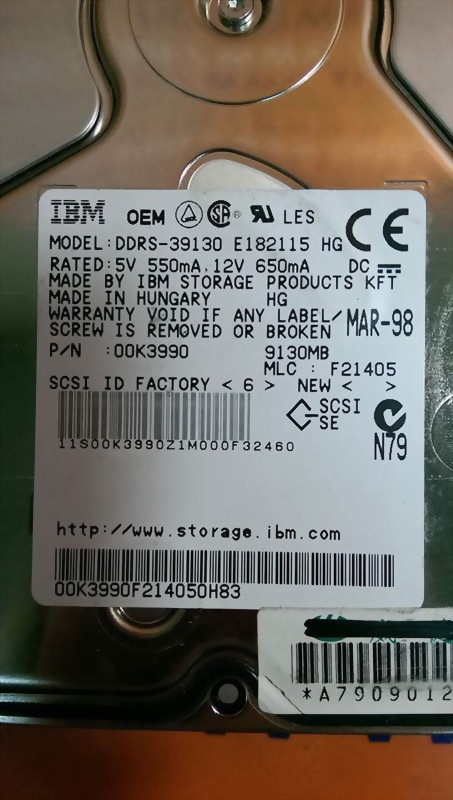 IBM OEM LES CE
MODEL:DDRS-39130 E182115 HG
RATED:5V 550mA,12V 650mA DC
MADE BY IBM STORAGE PRODUCTS KFT
MADE IN HUNGARY HG
WARRANTY VOID IF ANY LABEL/
SCREW IS REMOVED OR BROKEN MAR-98
P/N :00K3990 9130MB
MLC : F21405
SCSI ID FACTORY < 6 > NEW < >
SCSI
SE
11S00K3990Z1M000F32460
N79
http://www.storage.ibm.com
00K3990F214050H83
*A7909012